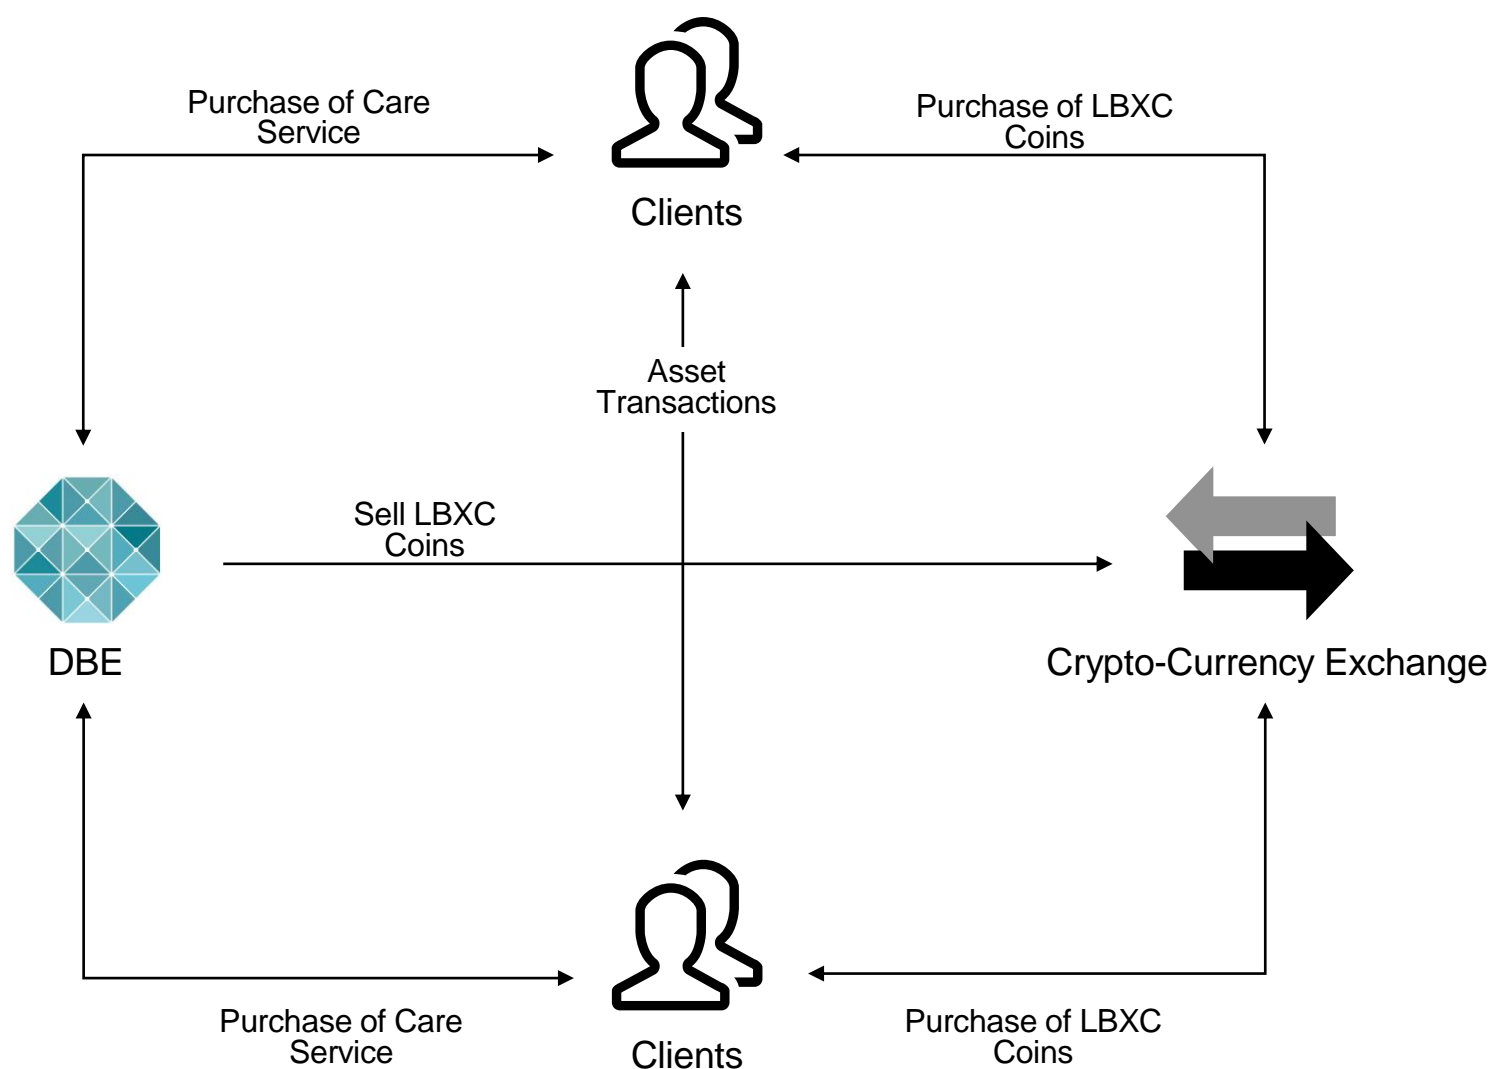 Purchase of Care
Service
Purchase of LBXC
Coins
Clients
Asset
Transactions
Sell LBXC
Coins
DBE
Crypto-Currency Exchange
Purchase of Care
Service
Clients
Purchase of LBXC
Coins